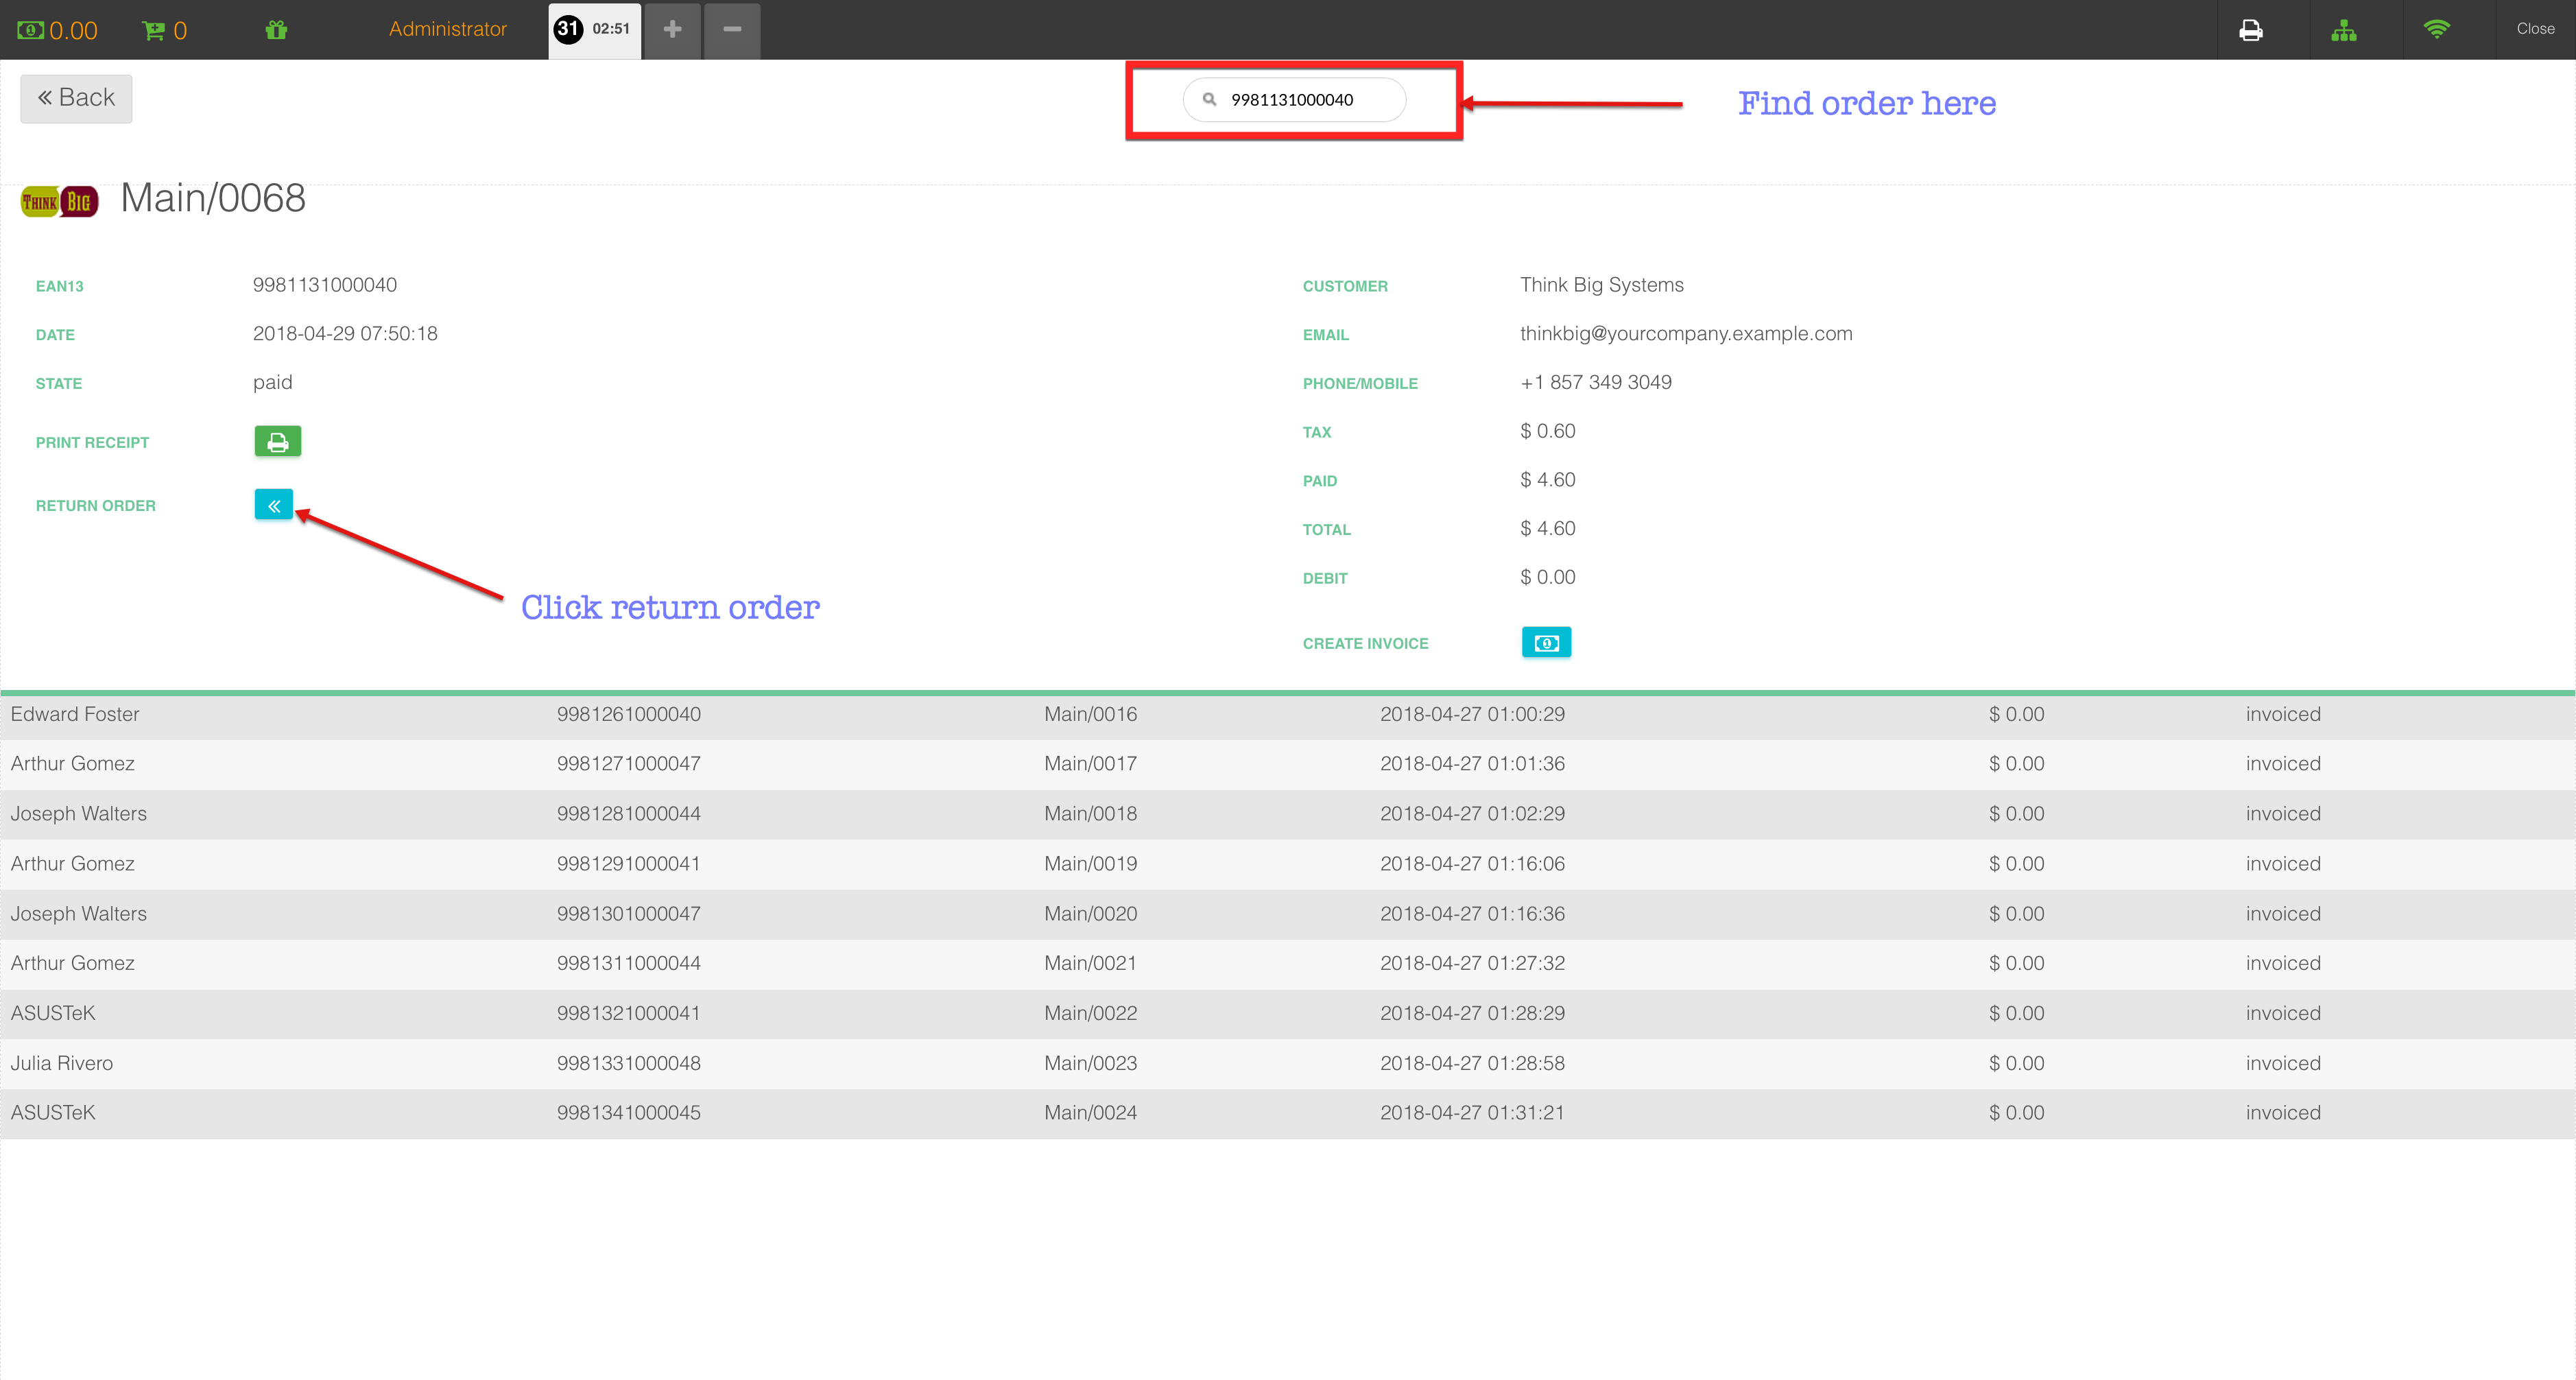 0.00 0 Administrator 31 02:51 Close
Back 9981131000040 Find order here
THINK BIG Main/0068
EAN13 9981131000040 CUSTOMER Think Big Systems
DATE 2018-04-29 07:50:18 EMAIL thinkbig@yourcompany.example.com
STATE paid PHONE/MOBILE +1 857 349 3049
TAX $ 0.60
PRINT RECEIPT
PAID $ 4.60
RETURN ORDER
TOTAL $ 4.60
DEBIT $ 0.00
Click return order
CREATE INVOICE
Edward Foster 9981261000040 Main/0016 2018-04-27 01:00:29 $ 0.00 invoiced
Arthur Gomez 9981271000047 Main/0017 2018-04-27 01:01:36 $ 0.00 invoiced
Joseph Walters 9981281000044 Main/0018 2018-04-27 01:02:29 $ 0.00 invoiced
Arthur Gomez 9981291000041 Main/0019 2018-04-27 01:16:06 $ 0.00 invoiced
Joseph Walters 9981301000047 Main/0020 2018-04-27 01:16:36 $ 0.00 invoiced
Arthur Gomez 9981311000044 Main/0021 2018-04-27 01:27:32 $ 0.00 invoiced
ASUSTeK 9981321000041 Main/0022 2018-04-27 01:28:29 $ 0.00 invoiced
Julia Rivero 9981331000048 Main/0023 2018-04-27 01:28:58 $ 0.00 invoiced
ASUSTeK 9981341000045 Main/0024 2018-04-27 01:31:21 $ 0.00 invoiced